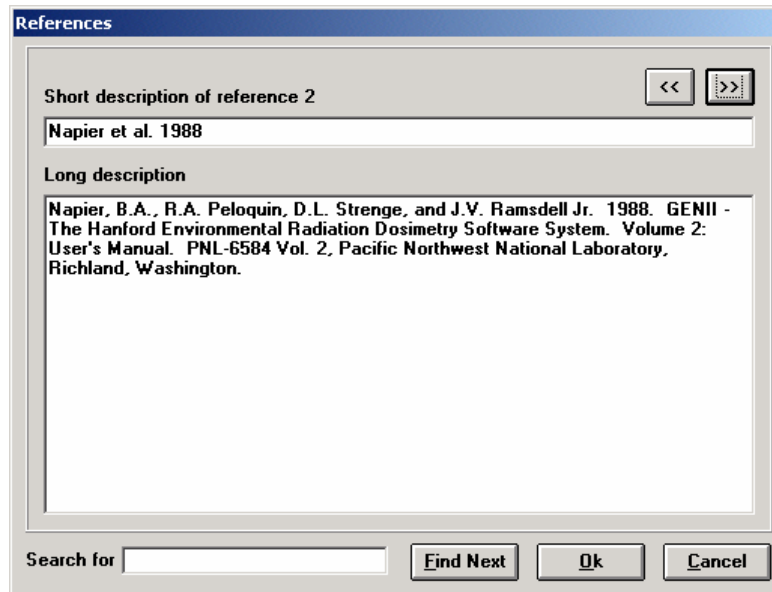 References
Short description of reference 2
<< >>
Napier et al. 1988
Long description
Napier, B.A., R.A. Peloquin, D.L. Strenge, and J.V. Ramsdell Jr.  1988.  GENII -
The Hanford Environmental Radiation Dosimetry Software System.  Volume 2:
User's Manual.  PNL-6584 Vol. 2, Pacific Northwest National Laboratory,
Richland, Washington.
Search for Find Next Ok Cancel